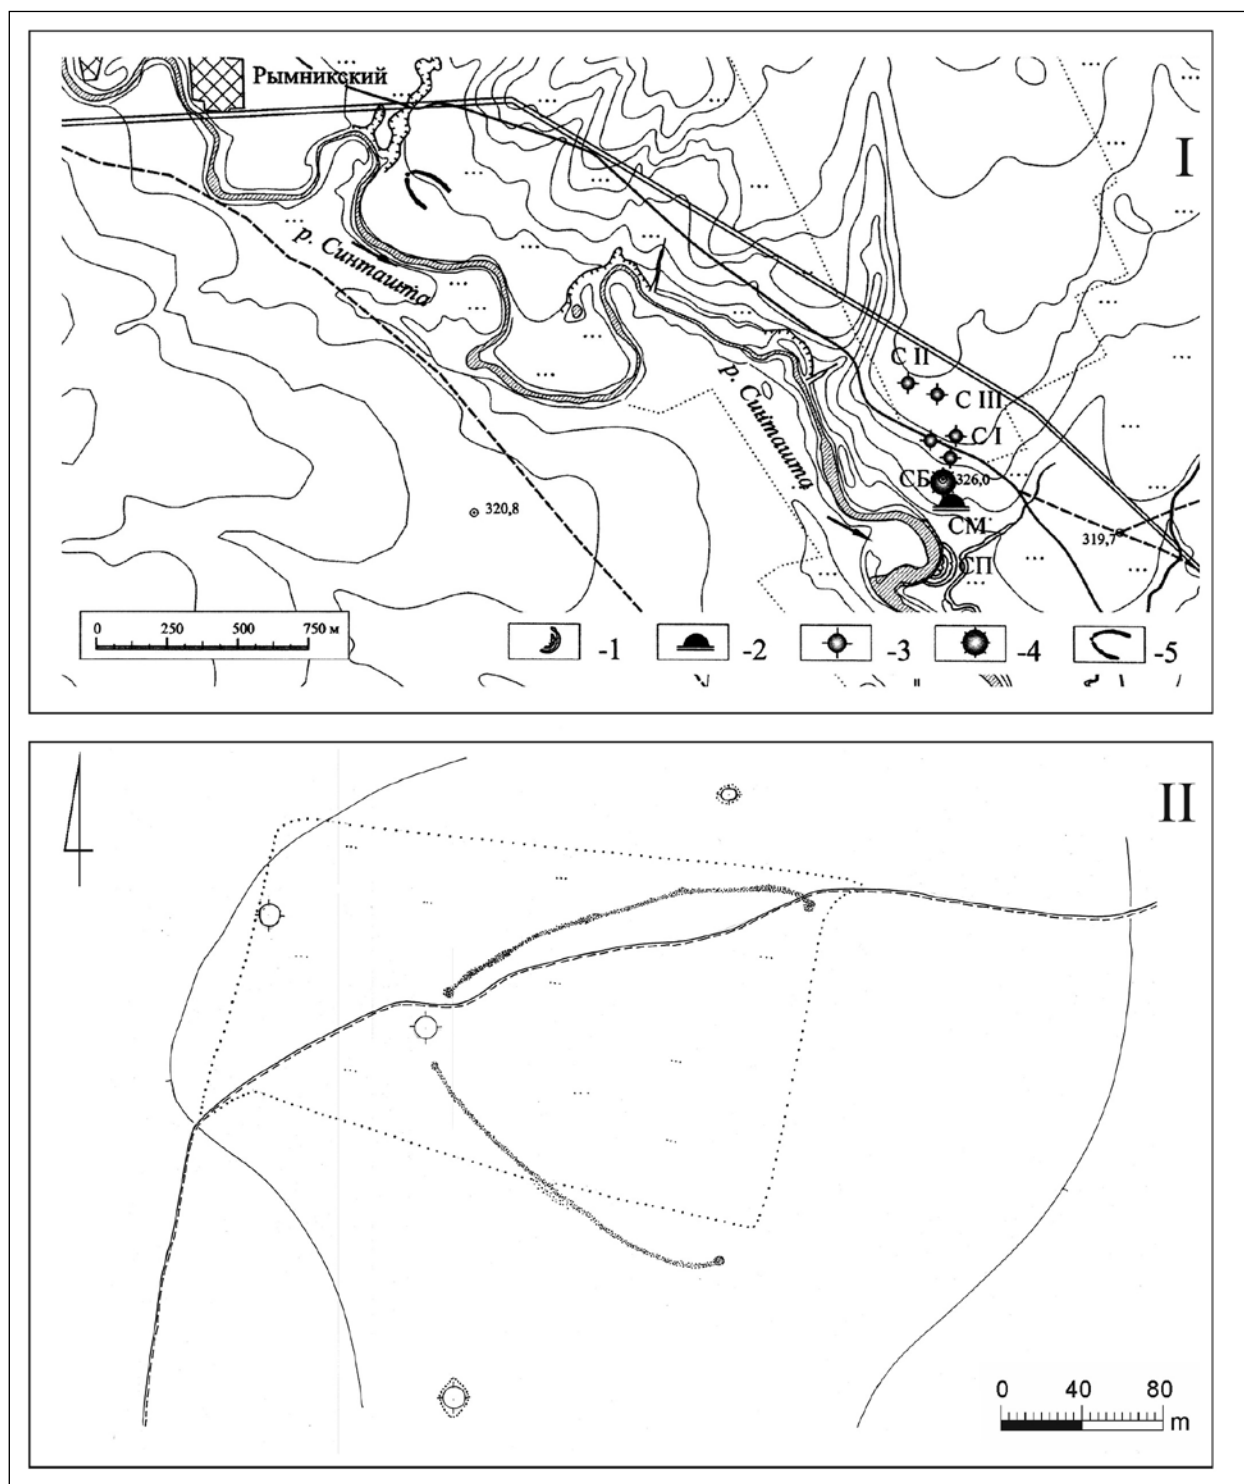 Рымникский
I
р. Синташта
С II
С III
р. Синташта
С I
СБ
326,0
320,8
СМ
319,7
СП
0 250 500 750 м
-1 -2 -3 -4 -5
II
0 40 80
m